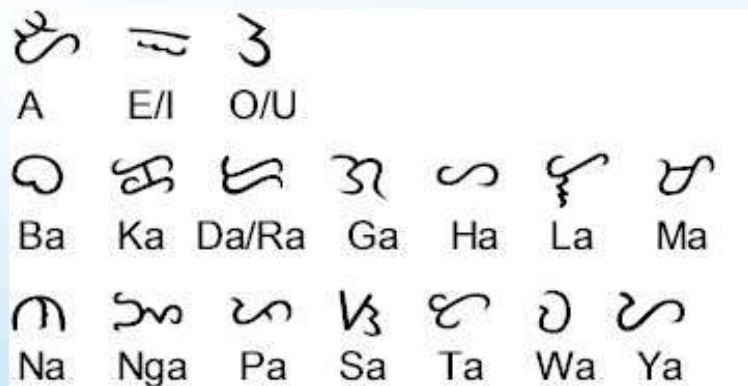 ᜀ ᜁ ᜂ
A E/I O/U
ᜊ ᜃ ᜇ ᜄ ᜑ ᜎ ᜋ
Ba Ka Da/Ra Ga Ha La Ma
ᜈ ᜅ ᜉ ᜐ ᜆ ᜏ ᜌ
Na Nga Pa Sa Ta Wa Ya